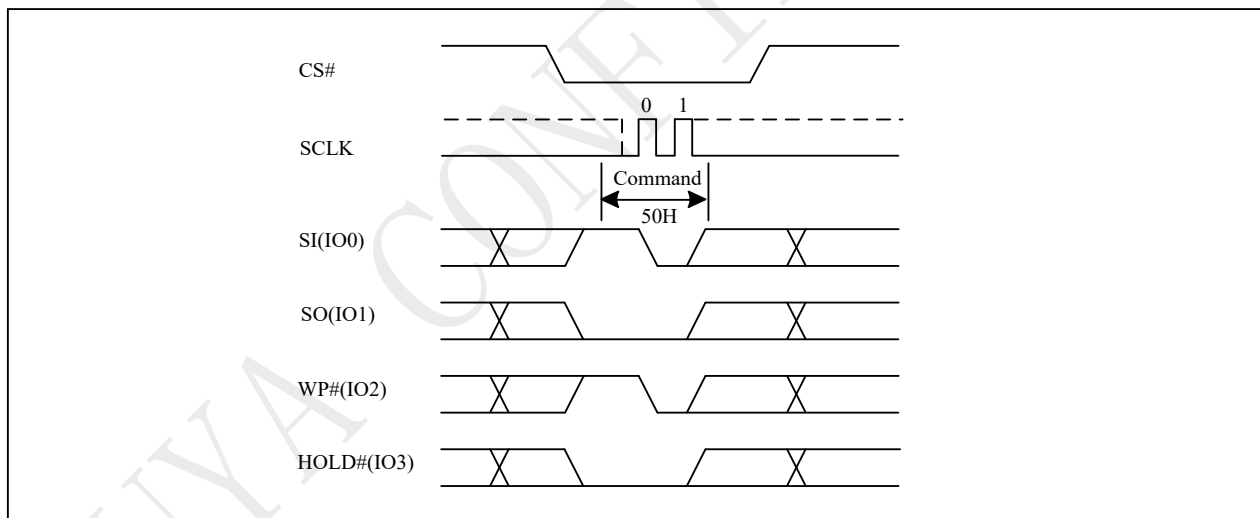 CS#
0 1
SCLK
Command
50H
SI(IO0)
SO(IO1)
WP#(IO2)
HOLD#(IO3)